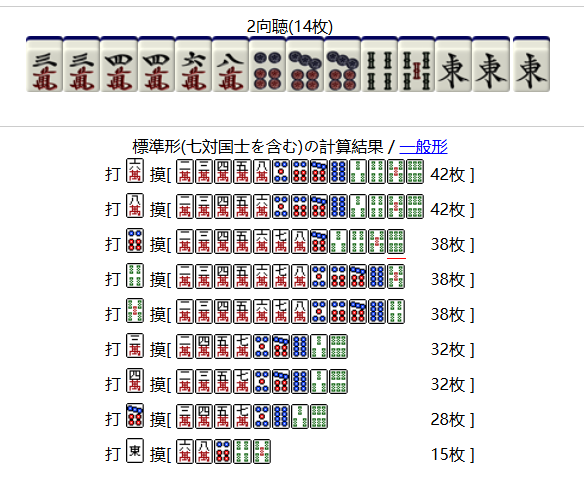 2向聴(14枚)
三萬 三萬 四萬 四萬 六萬 八萬 東 東 東
標準形(七対国士を含む)の計算結果 / 一般形
打 六萬 摸[ 二萬 三萬 四萬 五萬 八萬 42枚 ]
打 八萬 摸[ 二萬 三萬 四萬 五萬 六萬 42枚 ]
打 摸[ 二萬 三萬 四萬 五萬 六萬 七萬 八萬 38枚 ]
打 摸[ 二萬 三萬 四萬 五萬 六萬 七萬 八萬 38枚 ]
打 摸[ 二萬 三萬 四萬 五萬 六萬 七萬 八萬 38枚 ]
打 三萬 摸[ 二萬 四萬 五萬 七萬 32枚 ]
打 四萬 摸[ 二萬 三萬 五萬 七萬 32枚 ]
打 摸[ 三萬 四萬 五萬 七萬 28枚 ]
打 東 摸[ 六萬 八萬 15枚 ]